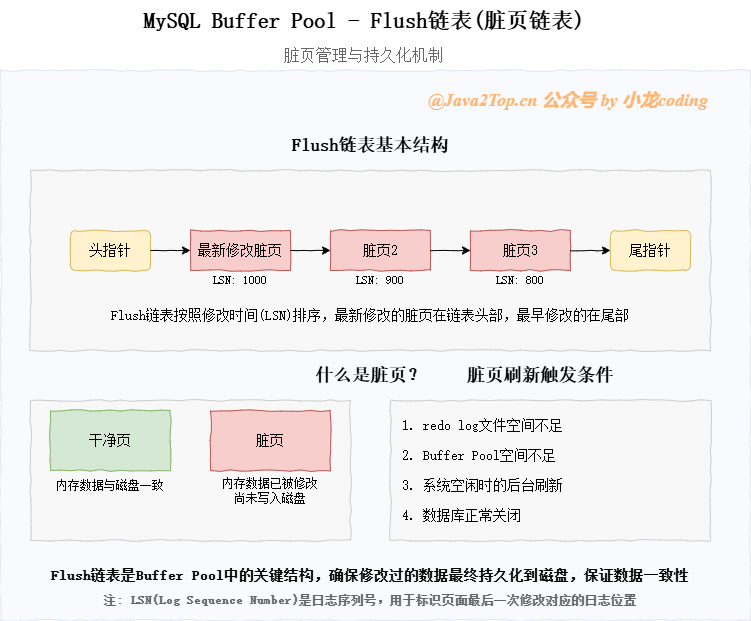 MySQL Buffer Pool - Flush链表(脏页链表)
脏页管理与持久化机制
@Java2Top.cn 公众号 by 小龙coding
Flush链表基本结构
头指针
最新修改脏页
脏页2
脏页3
尾指针
LSN: 1000
LSN: 900
LSN: 800
Flush链表按照修改时间(LSN)排序，最新修改的脏页在链表头部，最早修改的在尾部
什么是脏页？
脏页刷新触发条件
干净页
内存数据与磁盘一致
脏页
内存数据已被修改
尚未写入磁盘
1. redo log文件空间不足
2. Buffer Pool空间不足
3. 系统空闲时的后台刷新
4. 数据库正常关闭
Flush链表是Buffer Pool中的关键结构，确保修改过的数据最终持久化到磁盘，保证数据一致性
注: LSN(Log Sequence Number)是日志序列号，用于标识页面最后一次修改对应的日志位置